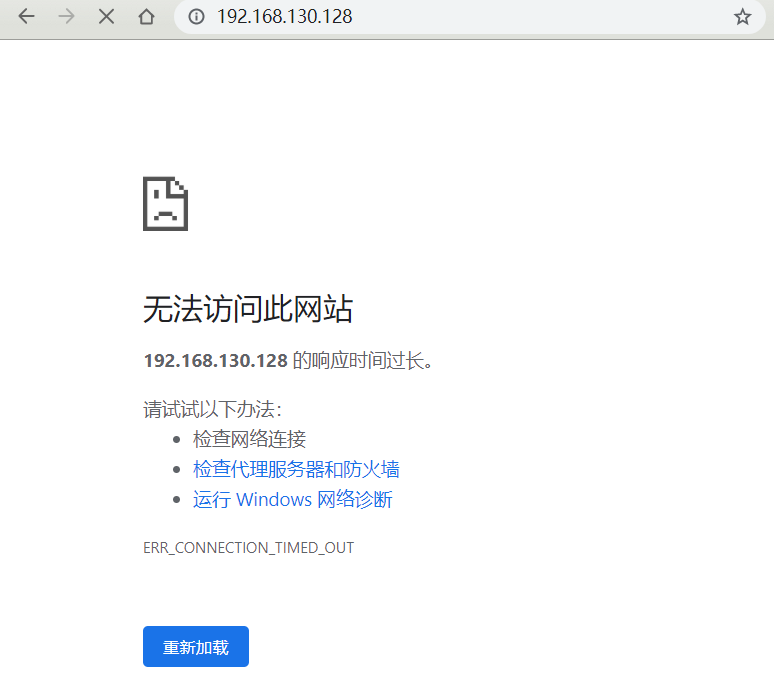 192.168.130.128
无法访问此网站
192.168.130.128 的响应时间过长。
请试试以下办法：
检查网络连接
检查代理服务器和防火墙
运行 Windows 网络诊断
ERR_CONNECTION_TIMED_OUT
重新加载